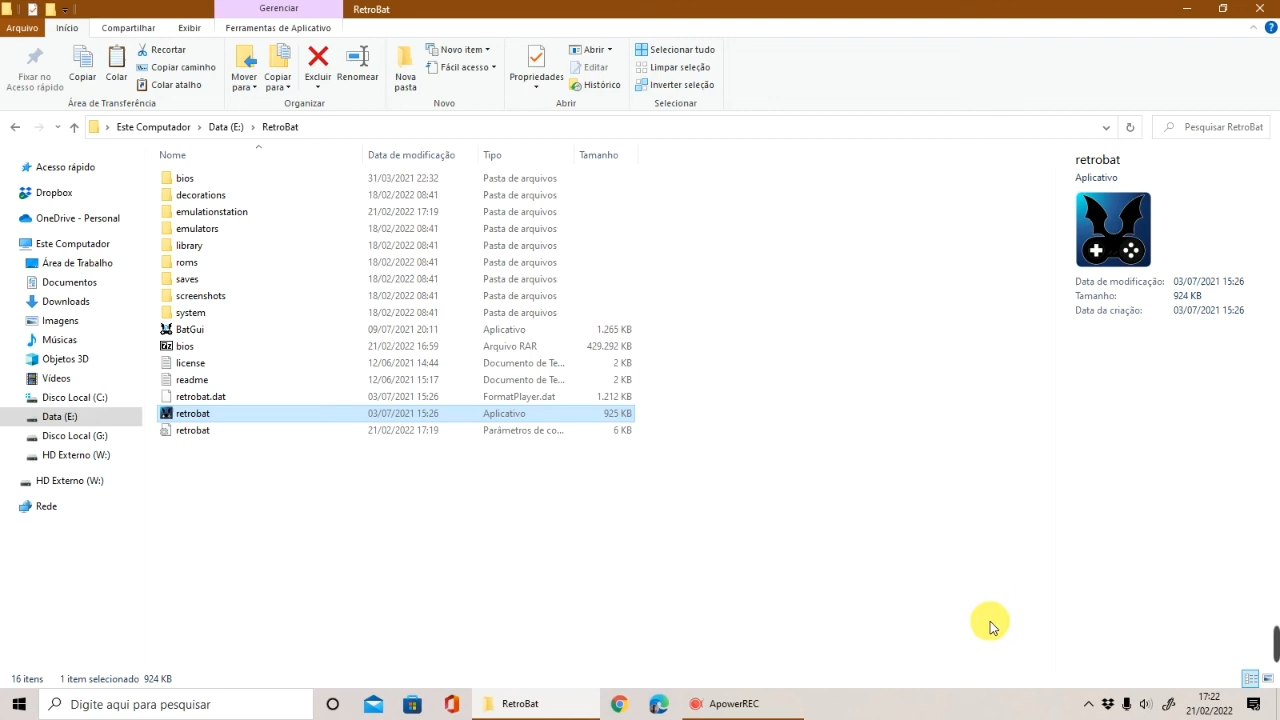 Gerenciar
RetroBat
Arquivo
Início
Compartilhar
Exibir
Ferramentas de Aplicativo
Fixar no
Acesso rápido
Copiar
Colar
Recortar
Copiar caminho
Colar atalho
Área de Transferência
Mover
para
Copiar
para
Excluir
Renomear
Organizar
Nova
pasta
Novo item
Fácil acesso
Novo
Propriedades
Abrir
Editar
Histórico
Abrir
Selecionar tudo
Limpar seleção
Inverter seleção
Selecionar
Este Computador > Data (E:) > RetroBat
Pesquisar RetroBat
Acesso rápido
Dropbox
OneDrive - Personal
Este Computador
Área de Trabalho
Documentos
Downloads
Imagens
Músicas
Objetos 3D
Vídeos
Disco Local (C:)
Data (E:)
Disco Local (G:)
HD Externo (W:)
HD Externo (W:)
Rede
Nome Data de modificação Tipo Tamanho
bios 31/03/2021 22:32 Pasta de arquivos
decorations 18/02/2022 08:41 Pasta de arquivos
emulationstation 21/02/2022 17:19 Pasta de arquivos
emulators 18/02/2022 08:41 Pasta de arquivos
library 18/02/2022 08:41 Pasta de arquivos
roms 18/02/2022 08:41 Pasta de arquivos
saves 18/02/2022 08:41 Pasta de arquivos
screenshots 18/02/2022 08:41 Pasta de arquivos
system 18/02/2022 08:41 Pasta de arquivos
BatGui 09/07/2021 20:11 Aplicativo 1.265 KB
bios 21/02/2022 16:59 Arquivo RAR 429.292 KB
license 12/06/2021 14:44 Documento de Te... 2 KB
readme 12/06/2021 15:17 Documento de Te... 2 KB
retrobat.dat 03/07/2021 15:26 FormatPlayer.dat 1.212 KB
retrobat 03/07/2021 15:26 Aplicativo 925 KB
retrobat 21/02/2022 17:19 Parâmetros de co... 6 KB
retrobat
Aplicativo
Data de modificação: 03/07/2021 15:26
Tamanho: 924 KB
Data da criação: 03/07/2021 15:26
16 itens 1 item selecionado 924 KB
Digite aqui para pesquisar
RetroBat
ApowerREC
17:22
21/02/2022